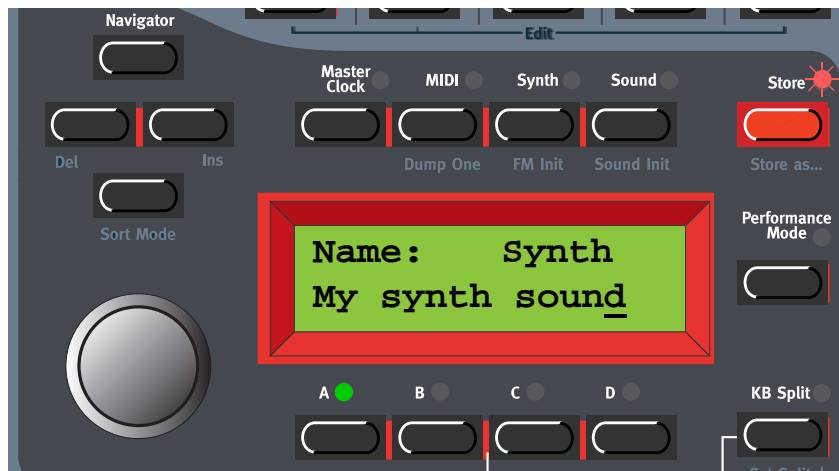 Navigator
Edit
Master Clock
MIDI
Synth
Sound
Store
Del
Ins
Dump One
FM Init
Sound Init
Store as...
Sort Mode
Performance Mode
Name: Synth
My synth sound
A
B
C
D
KB Split